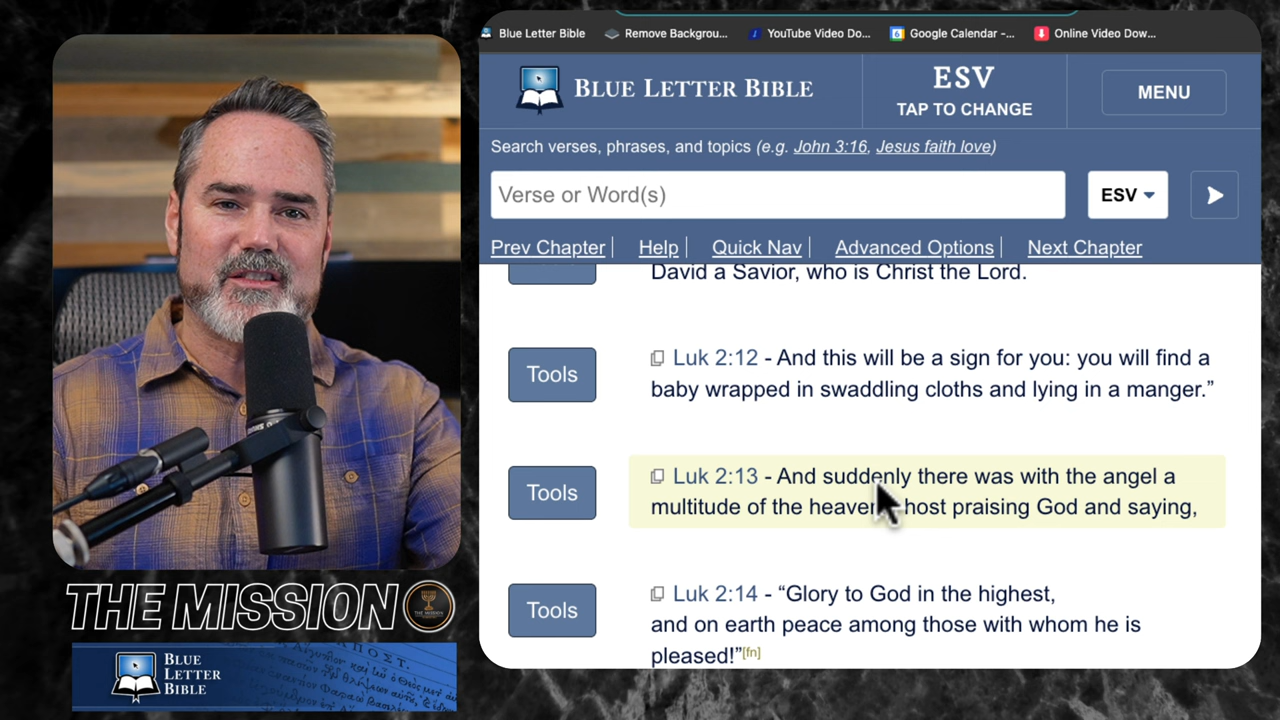 Blue Letter Bible
Remove Backgrou...
YouTube Video Do...
Google Calendar -...
Online Video Dow...
BLUE LETTER BIBLE
ESV
TAP TO CHANGE
MENU
Search verses, phrases, and topics (e.g. John 3:16, Jesus faith love)
Verse or Word(s)
ESV
Prev Chapter
Help
Quick Nav
Advanced Options
Next Chapter
David a Savior, who is Christ the Lord.
Tools
Luk 2:12 - And this will be a sign for you: you will find a
baby wrapped in swaddling cloths and lying in a manger.”
Tools
Luk 2:13 - And suddenly there was with the angel a
multitude of the heavenly host praising God and saying,
Tools
Luk 2:14 - “Glory to God in the highest,
and on earth peace among those with whom he is
pleased!”[fn]
THE MISSION
THE MISSION
BLUE
LETTER
BIBLE